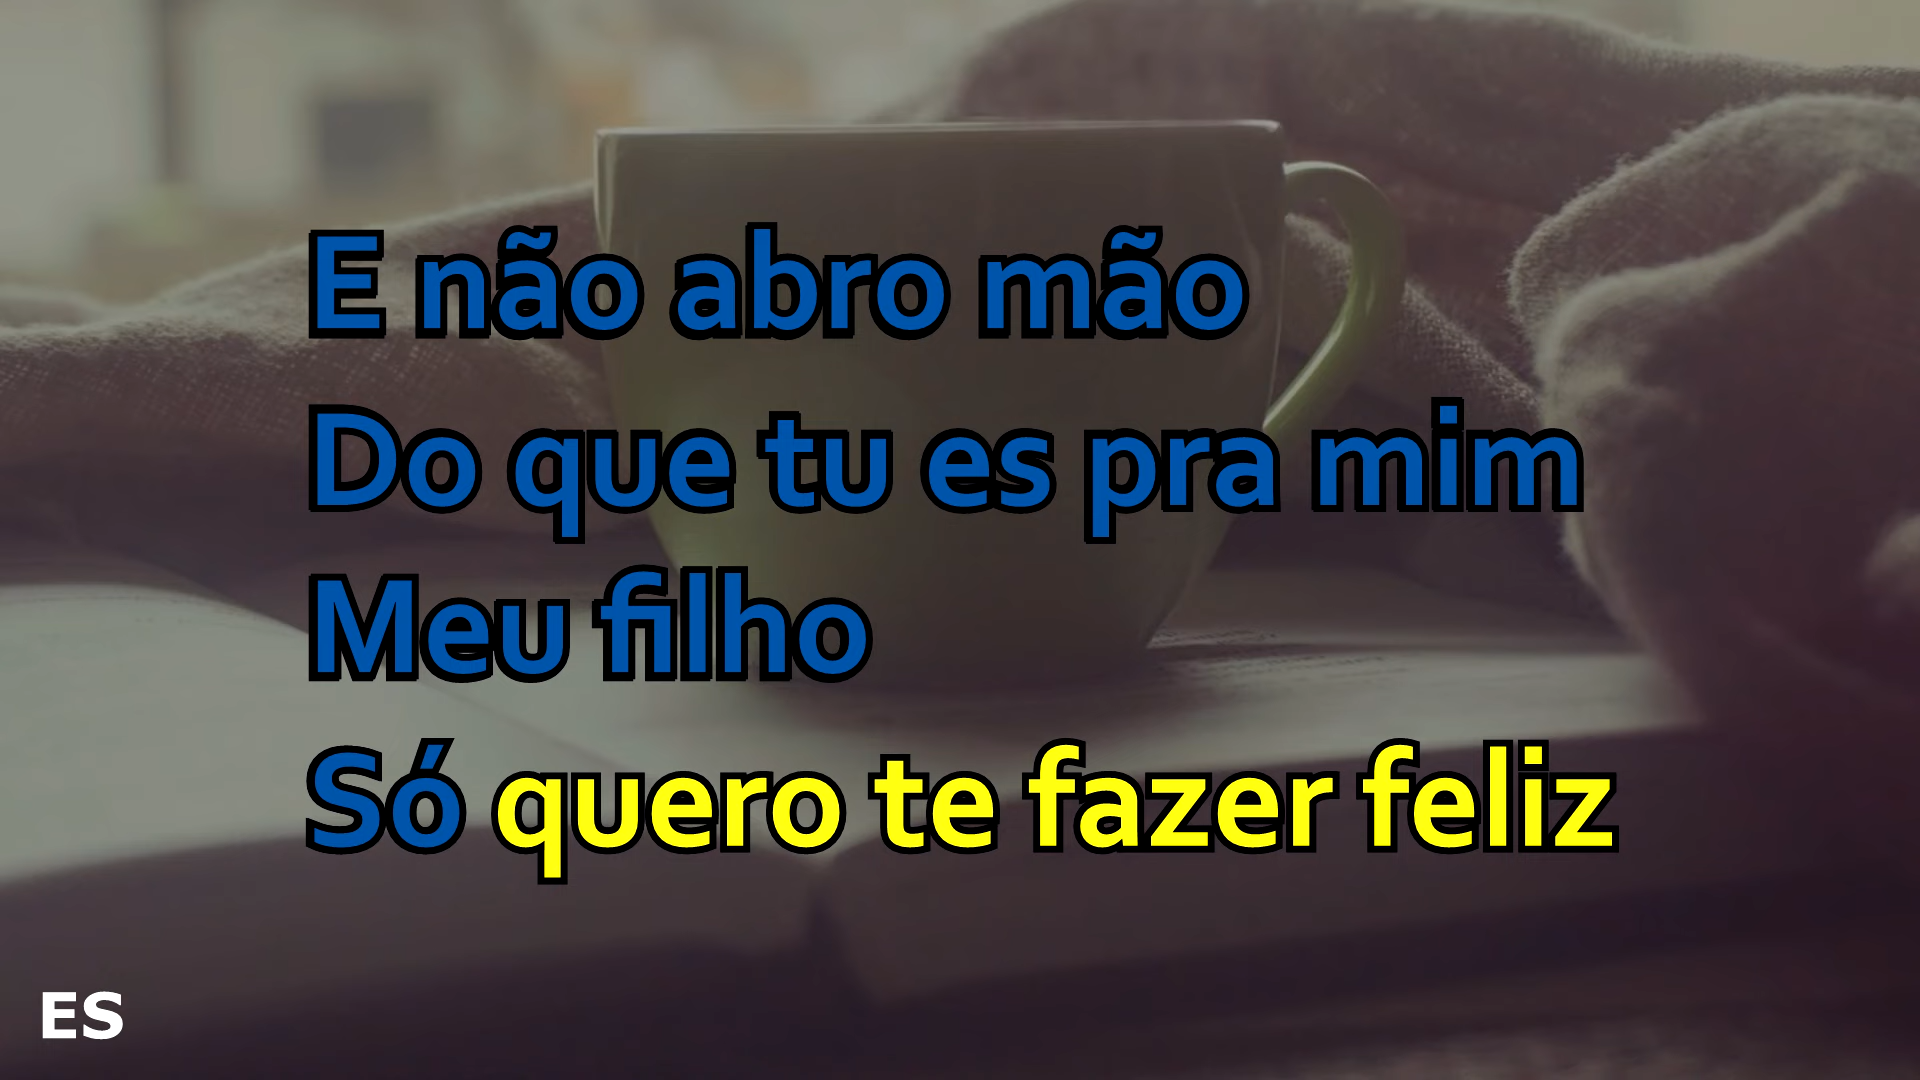 E não abro mão
Do que tu es pra mim
Meu filho
Só quero te fazer feliz
ES